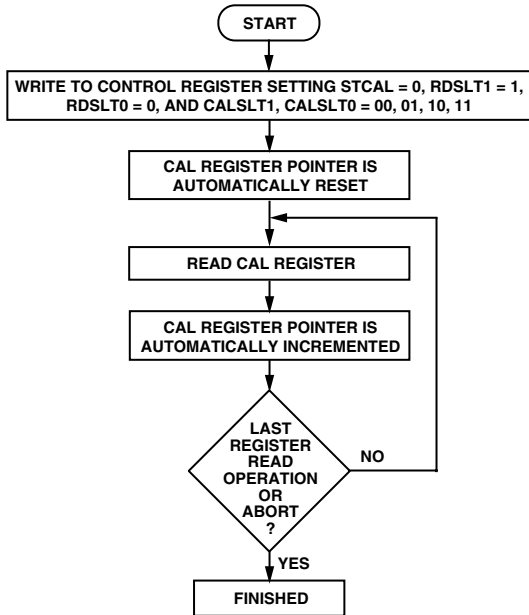 START
WRITE TO CONTROL REGISTER SETTING STCAL = 0, RDSLT1 = 1,
RDSLT0 = 0, AND CALSLT1, CALSLT0 = 00, 01, 10, 11
CAL REGISTER POINTER IS
AUTOMATICALLY RESET
READ CAL REGISTER
CAL REGISTER POINTER IS
AUTOMATICALLY INCREMENTED
LAST
REGISTER
READ
OPERATION
OR
ABORT
?
NO
YES
FINISHED